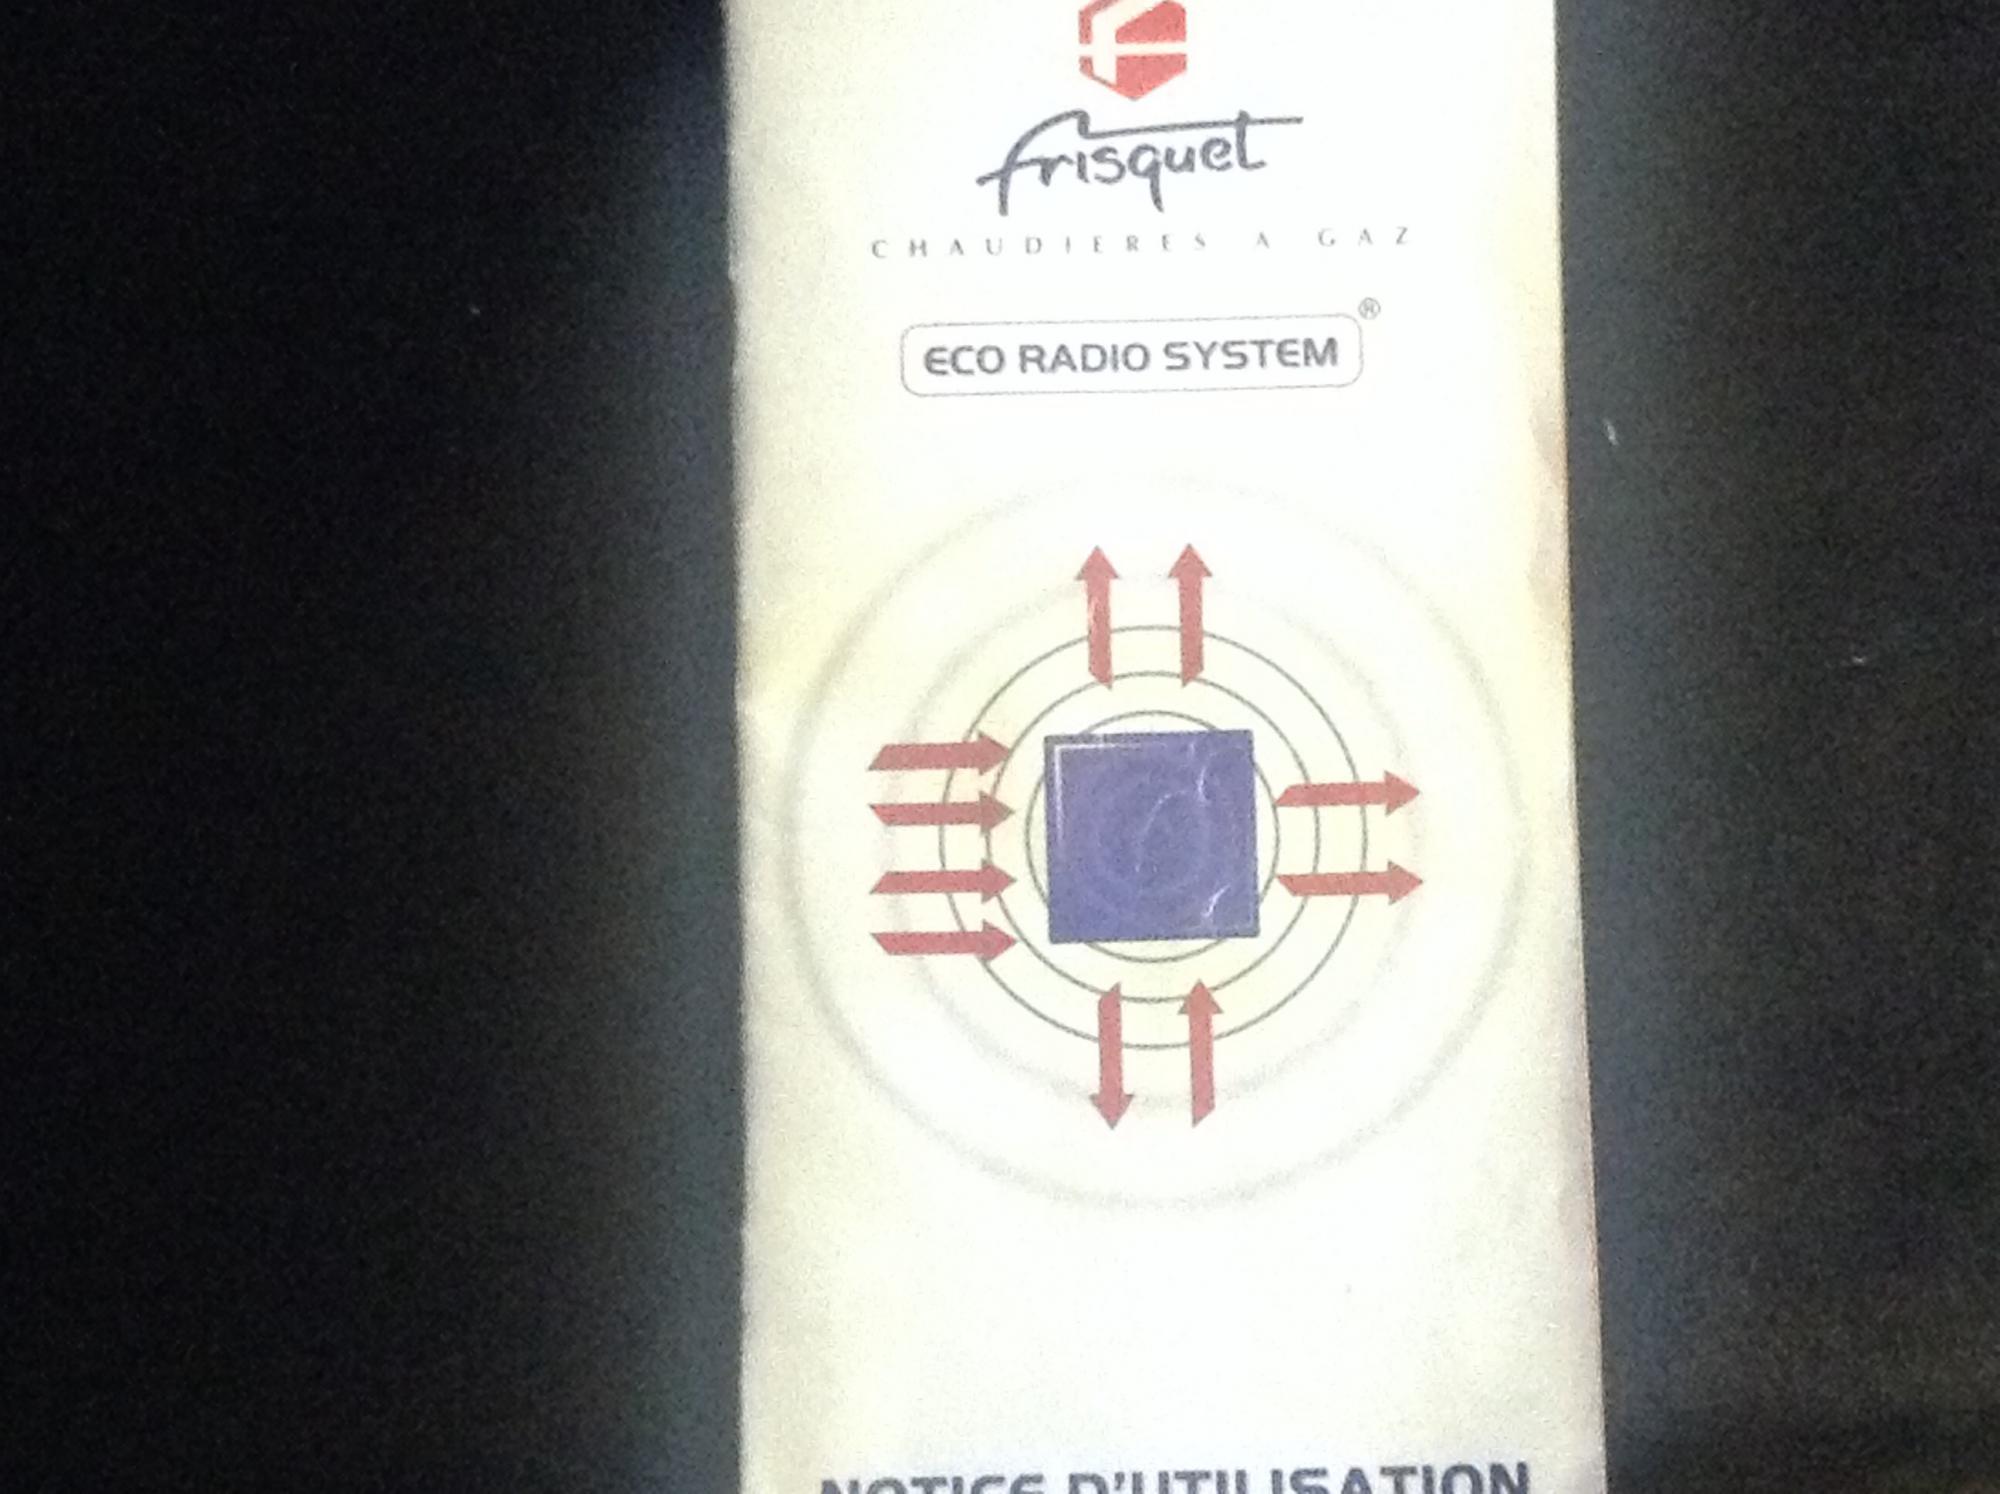 frisquet
CHAUDIERES A GAZ
ECO RADIO SYSTEM ®
NOTICE D'UTILISATION